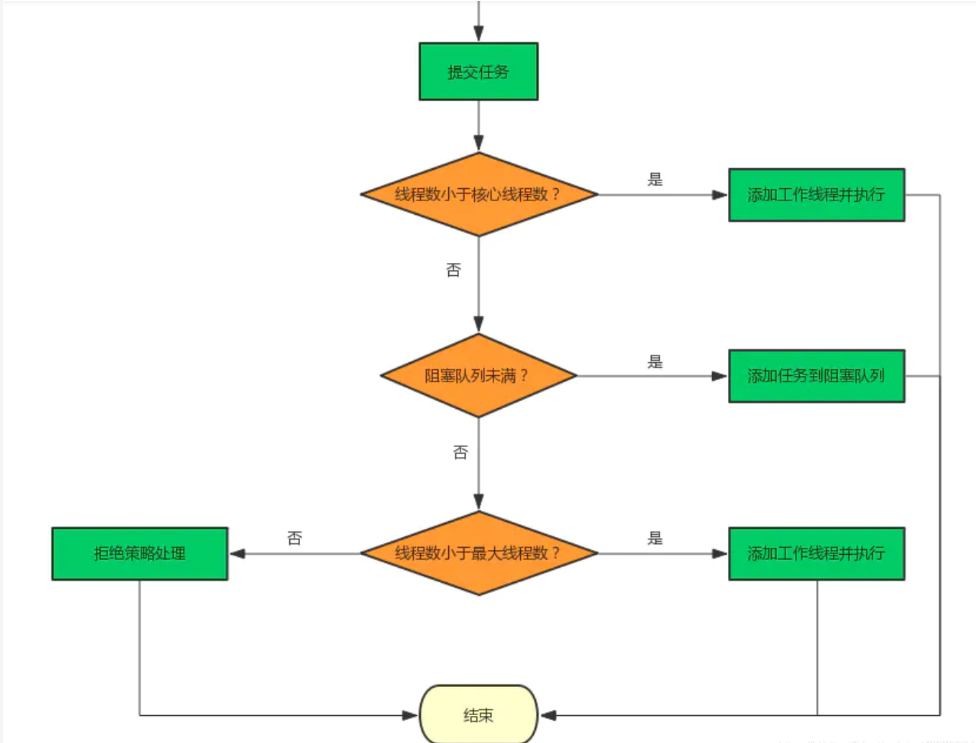 提交任务
线程数小于核心线程数？
是
添加工作线程并执行
否
阻塞队列未满？
是
添加任务到阻塞队列
否
拒绝策略处理
否
线程数小于最大线程数？
是
添加工作线程并执行
结束